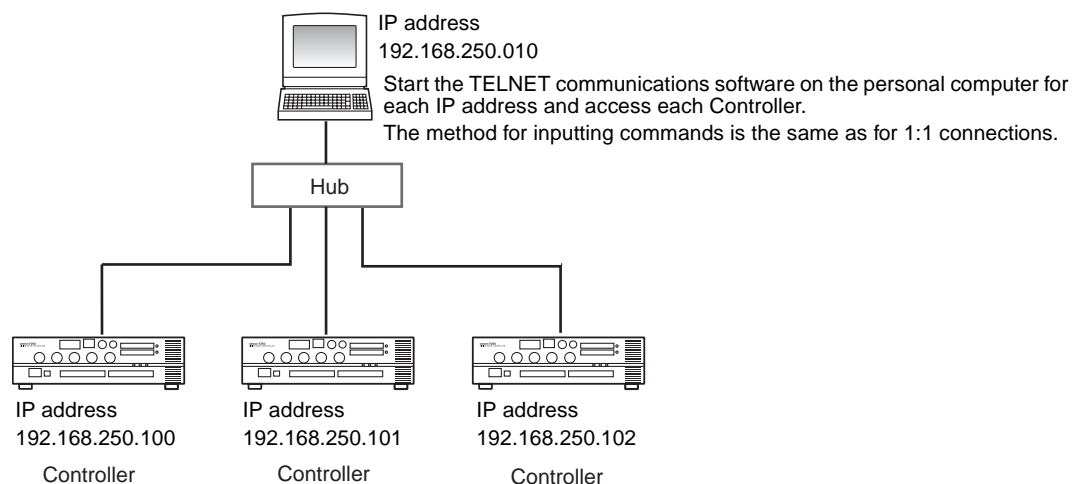 IP address
192.168.250.010
Start the TELNET communications software on the personal computer for
each IP address and access each Controller.
The method for inputting commands is the same as for 1:1 connections.
Hub
IP address
192.168.250.100
Controller
IP address
192.168.250.101
Controller
IP address
192.168.250.102
Controller